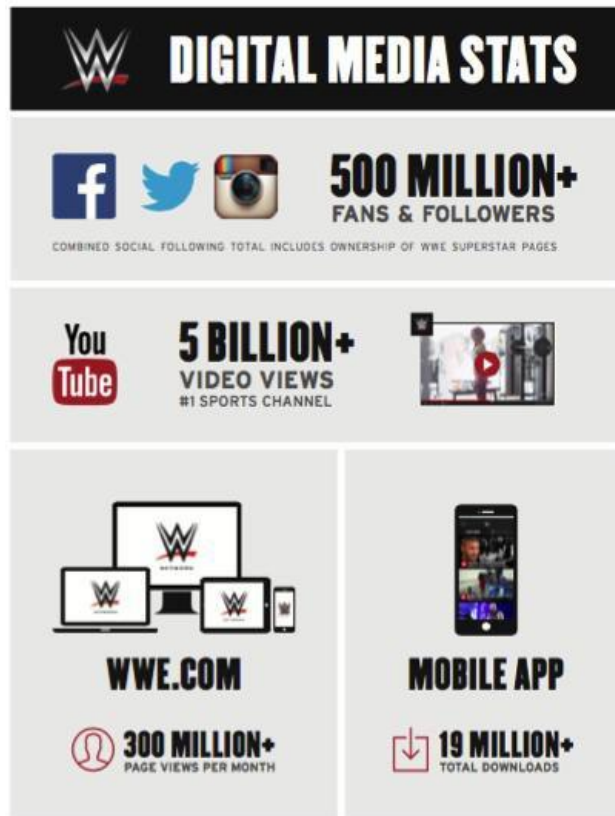 DIGITAL MEDIA STATS
500 MILLION+
FANS & FOLLOWERS
COMBINED SOCIAL FOLLOWING TOTAL INCLUDES OWNERSHIP OF WWE SUPERSTAR PAGES
You
Tube
5 BILLION+
VIDEO VIEWS
#1 SPORTS CHANNEL
NETWORK
WWE.COM
300 MILLION+
PAGE VIEWS PER MONTH
MOBILE APP
19 MILLION+
TOTAL DOWNLOADS